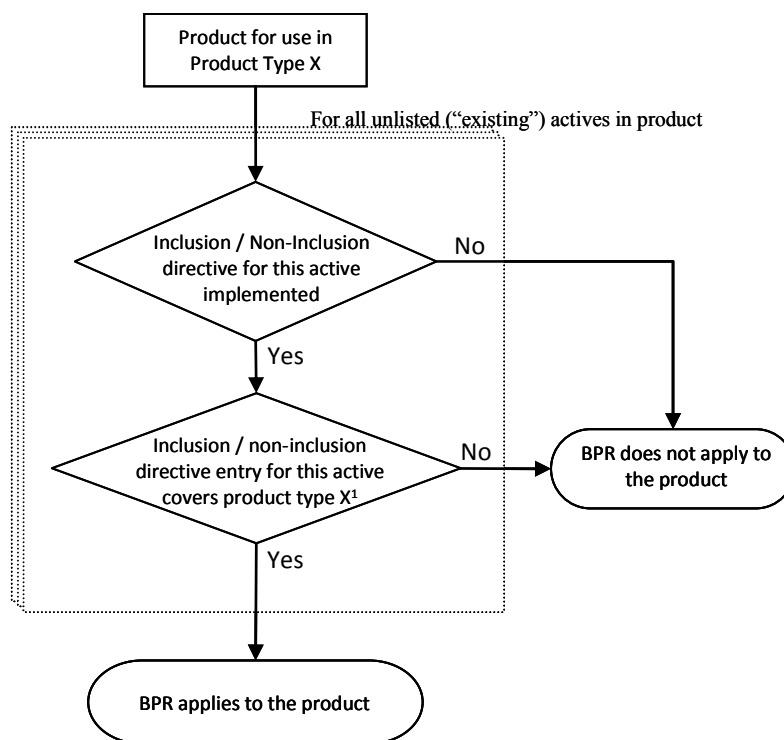 Product for use in
Product Type X
For all unlisted (“existing”) actives in product
Inclusion / Non-Inclusion
directive for this active
implemented
No
Yes
Inclusion / non-inclusion
directive entry for this active
covers product type X¹
No
BPR does not apply to
the product
Yes
BPR applies to the product